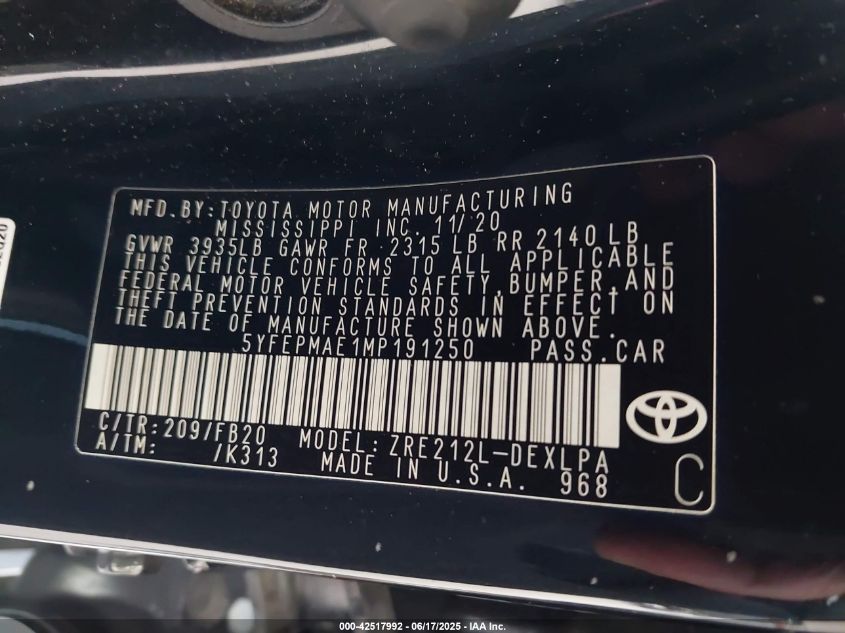 MFD.BY:TOYOTA MOTOR MANUFACTURING
MISSISSIPPI INC. 11/20
GVWR 3935LB GAWR FR 2315 LB RR 2140LB
THIS VEHICLE CONFORMS TO ALL APPLICABLE
FEDERAL MOTOR VEHICLE SAFETY,BUMPER,AND
THEFT PREVENTION STANDARDS IN EFFECT ON
THE DATE OF MANUFACTURE SHOWN ABOVE.
5YFEPMAE1MP191250 PASS.CAR
C/TR:209/FB20 MODEL:ZRE212L-DEXLPA
A/TM: /K313 MADE IN U.S.A. 968
C
000-42517992 - 06/17/2025 - IAA Inc.